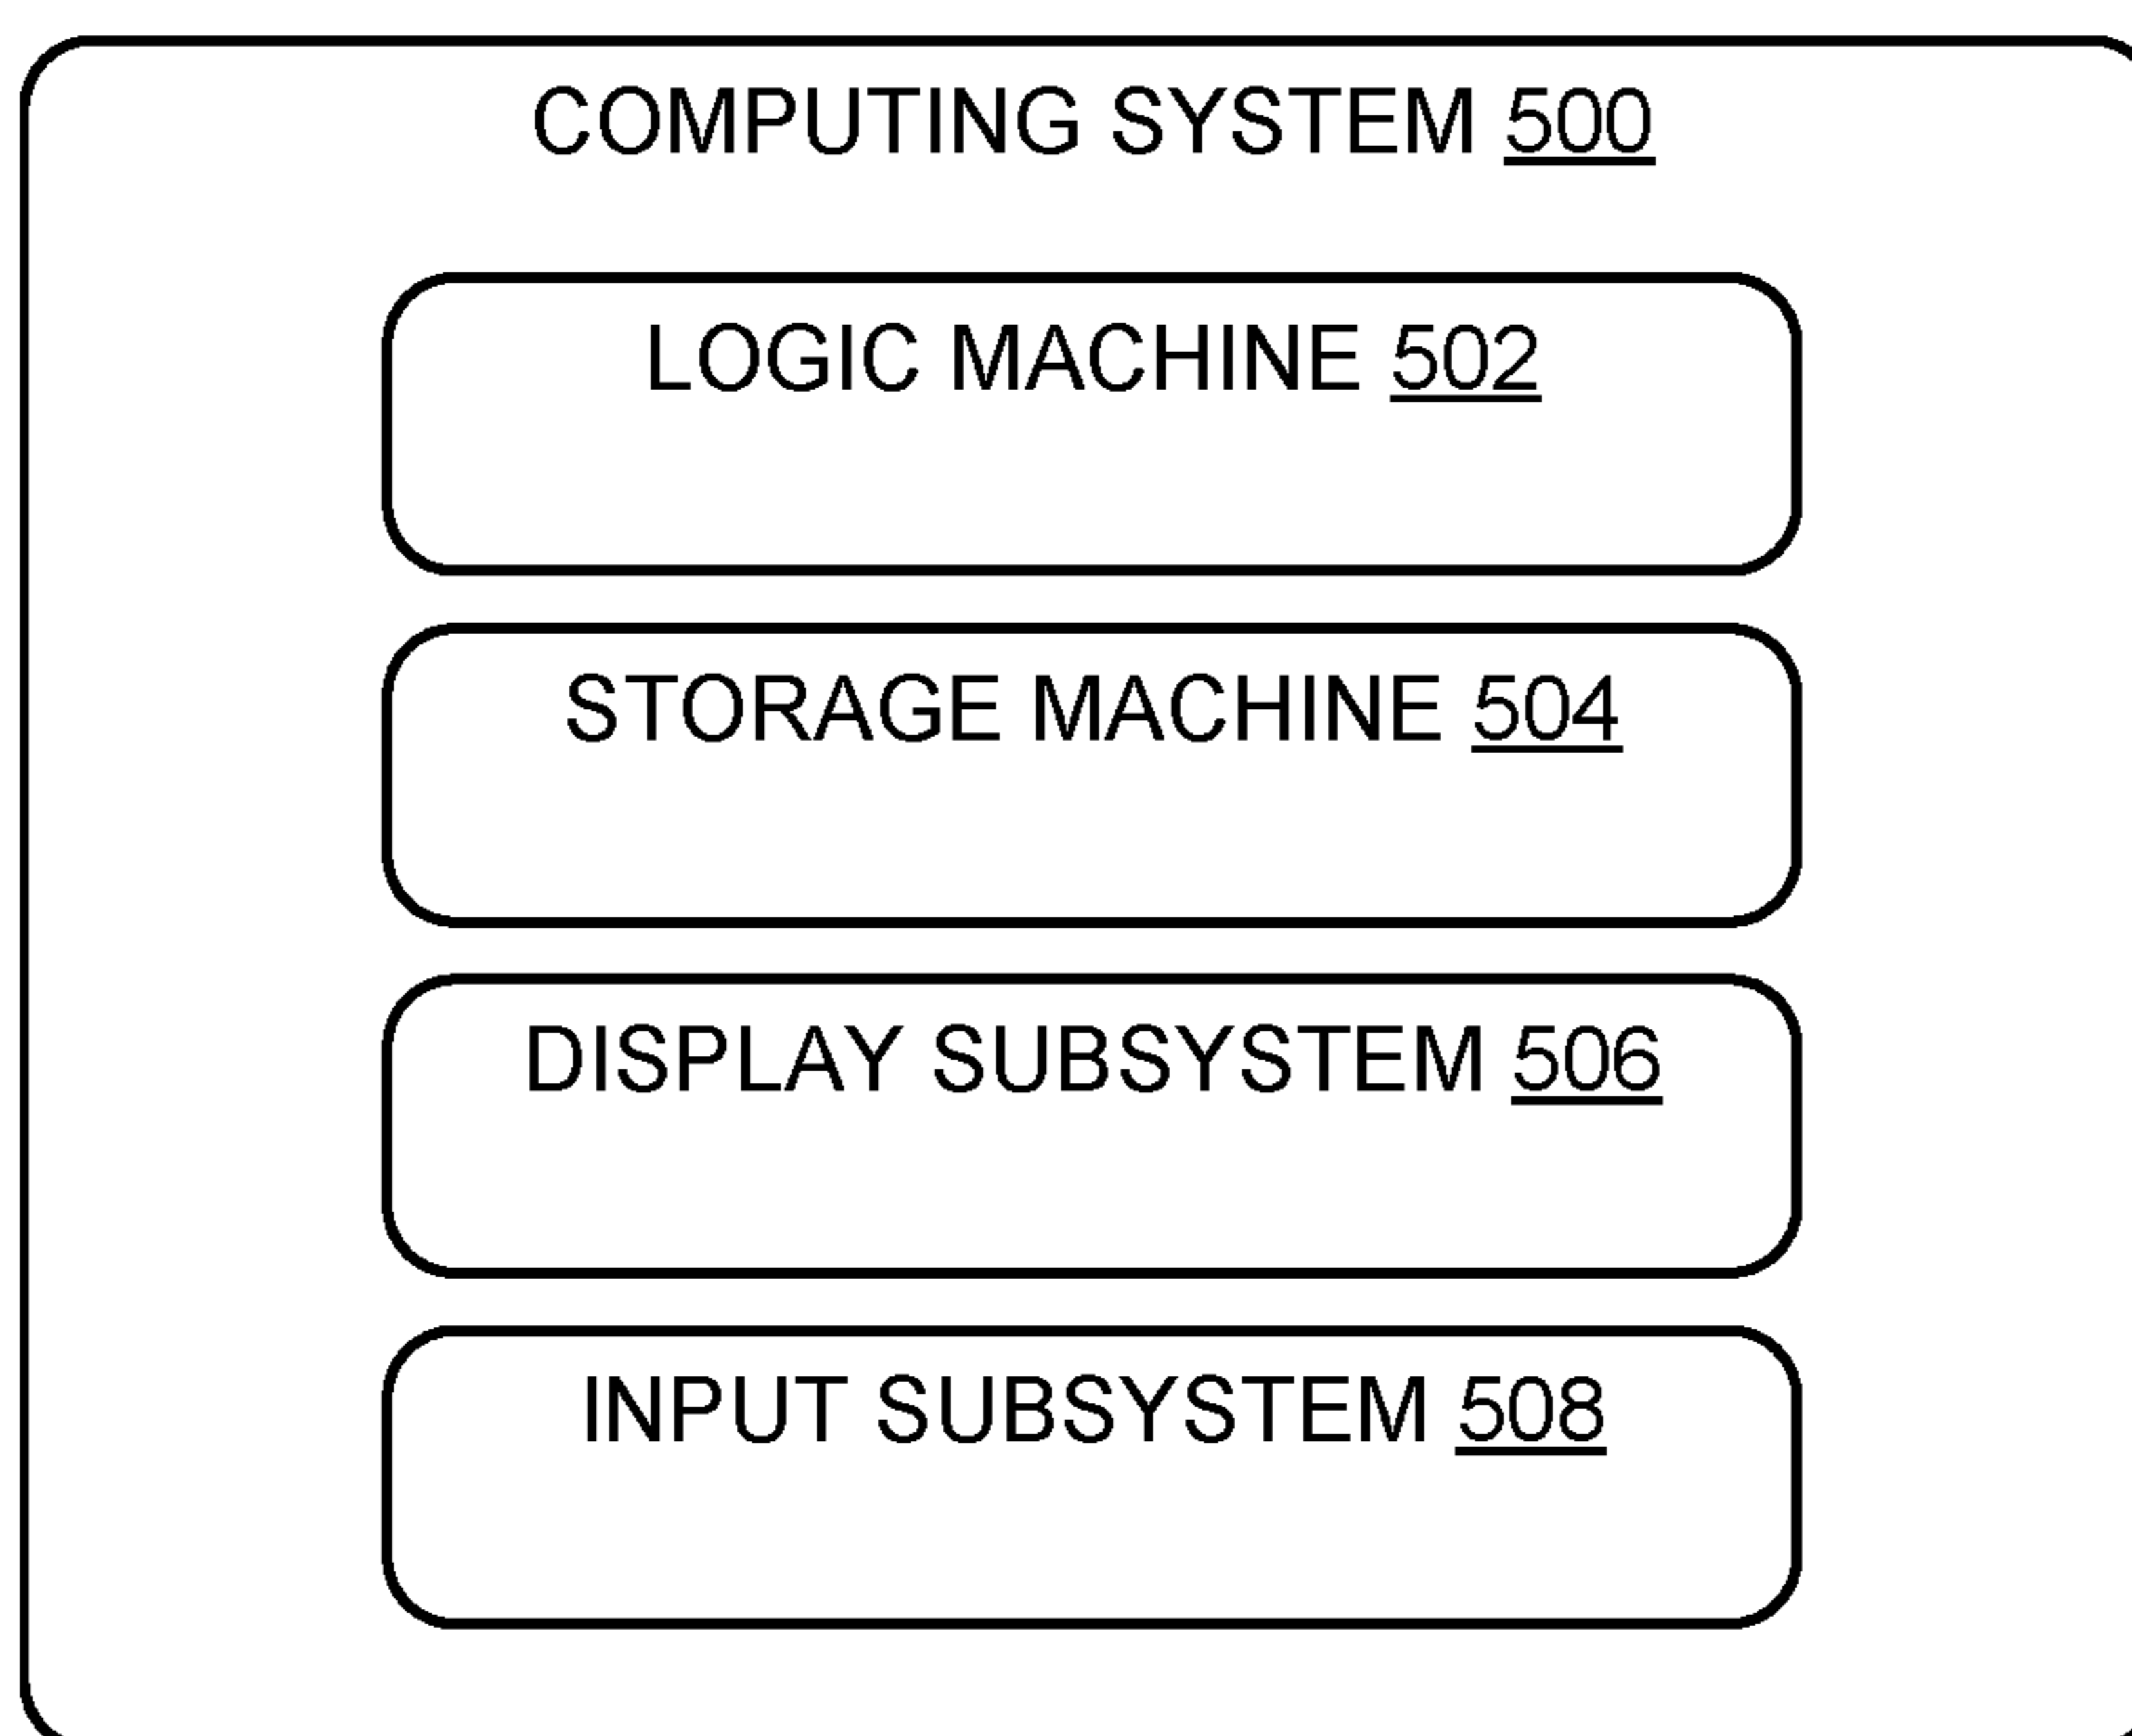 COMPUTING SYSTEM 500
LOGIC MACHINE 502
STORAGE MACHINE 504
DISPLAY SUBSYSTEM 506
INPUT SUBSYSTEM 508